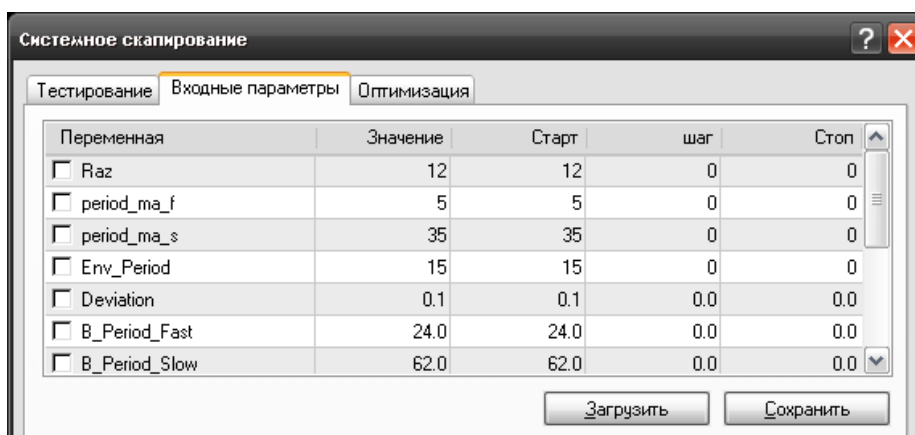 Системное скапирование ?
Тестирование Входные параметры Оптимизация
Переменная Значение Старт шаг Стоп
Raz 12 12 0 0
period_ma_f 5 5 0 0
period_ma_s 35 35 0 0
Env_Period 15 15 0 0
Deviation 0.1 0.1 0.0 0.0
B_Period_Fast 24.0 24.0 0.0 0.0
B_Period_Slow 62.0 62.0 0.0 0.0
Загрузить Сохранить